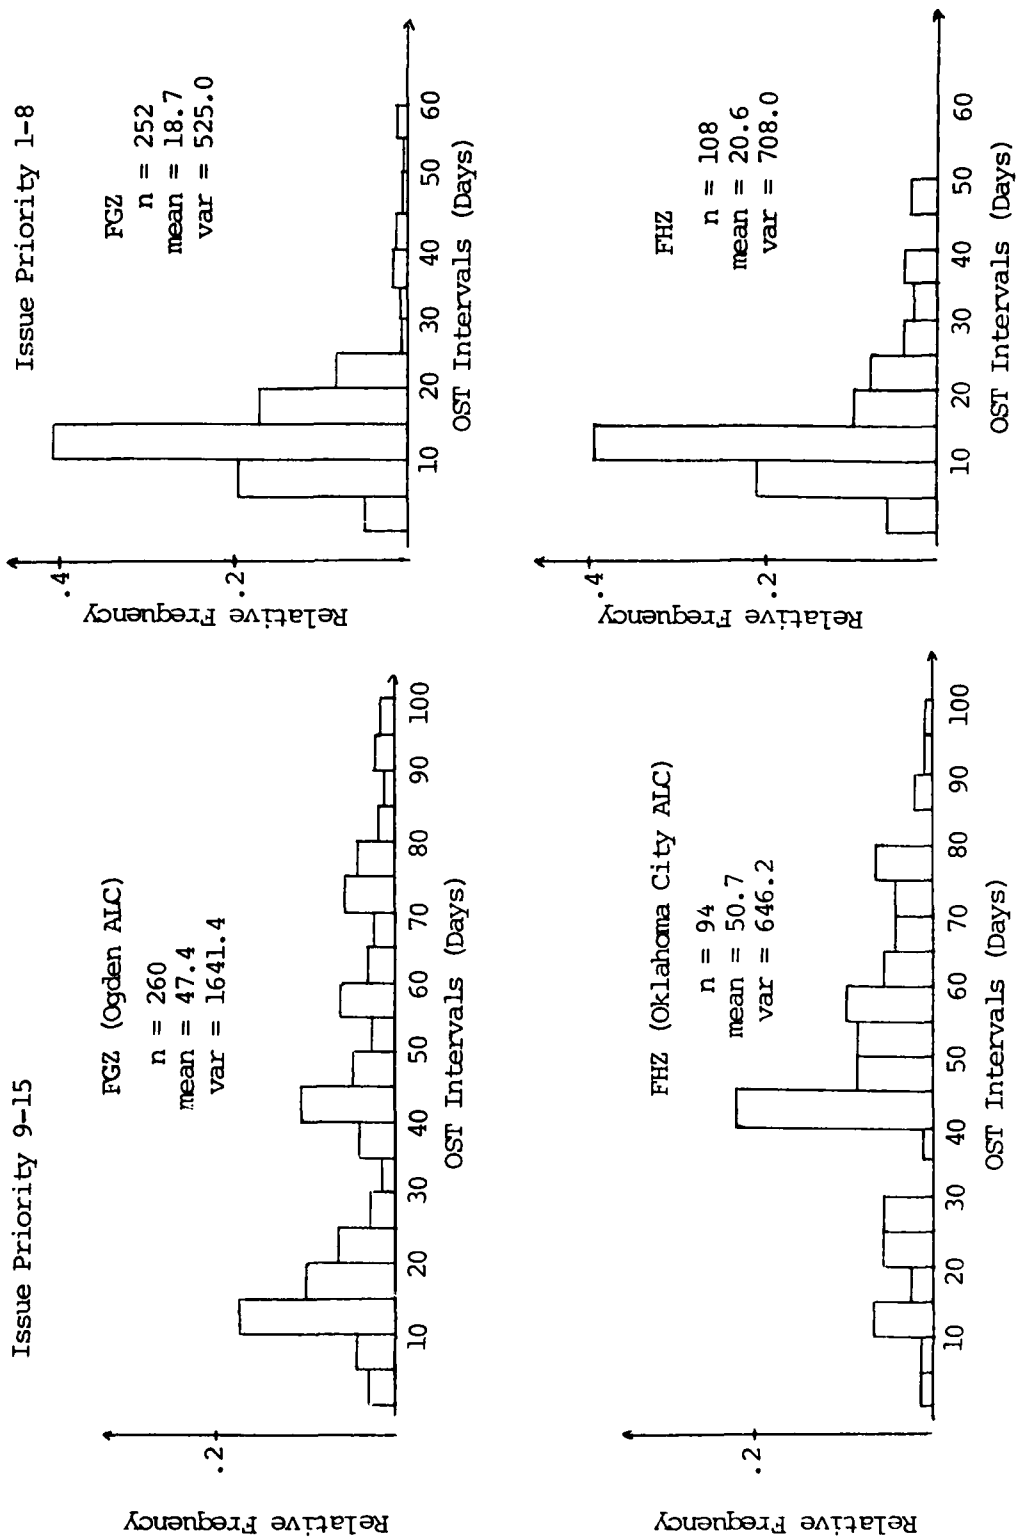 Issue Priority 9-15
Relative Frequency
.2
FGZ (Ogden ALC)
n = 260
mean = 47.4
var = 1641.4
10 20 30 40 50 60 70 80 90 100
OST Intervals (Days)
Relative Frequency
.2
FHZ (Oklahoma City ALC)
n = 94
mean = 50.7
var = 646.2
10 20 30 40 50 60 70 80 90 100
OST Intervals (Days)
Issue Priority 1-8
Relative Frequency
.4
.2
FGZ
n = 252
mean = 18.7
var = 525.0
10 20 30 40 50 60
OST Intervals (Days)
Relative Frequency
.4
.2
FHZ
n = 108
mean = 20.6
var = 708.0
10 20 30 40 50 60
OST Intervals (Days)